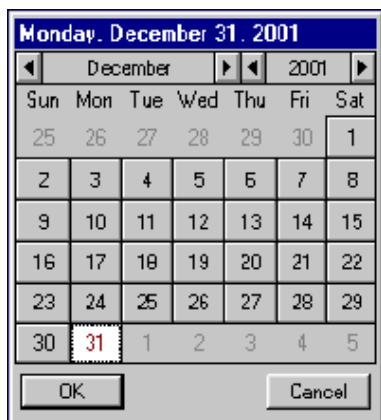 Monday. December 31. 2001
December 2001
Sun Mon Tue Wed Thu Fri Sat
25 26 27 28 29 30 1
2 3 4 5 6 7 8
9 10 11 12 13 14 15
16 17 18 19 20 21 22
23 24 25 26 27 28 29
30 31 1 2 3 4 5
OK Cancel